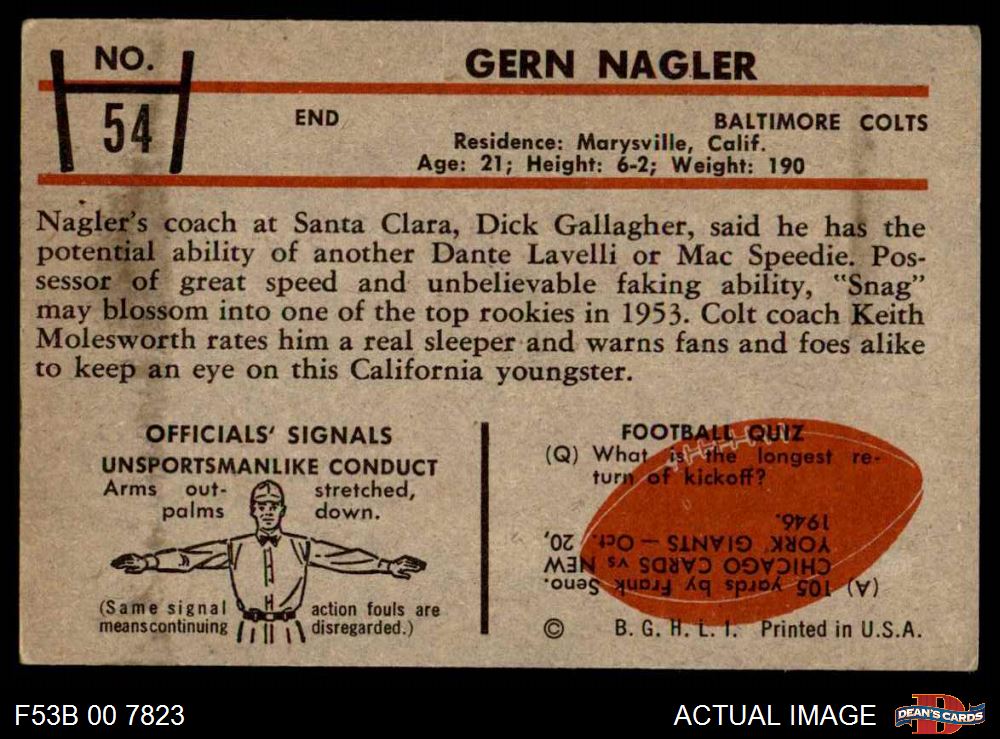 NO.
54
GERN NAGLER
END
BALTIMORE COLTS
Residence: Marysville, Calif.
Age: 21; Height: 6-2; Weight: 190
Nagler's coach at Santa Clara, Dick Gallagher, said he has the
potential ability of another Dante Lavelli or Mac Speedie. Pos-
sessor of great speed and unbelievable faking ability, "Snag"
may blossom into one of the top rookies in 1953. Colt coach Keith
Molesworth rates him a real sleeper and warns fans and foes alike
to keep an eye on this California youngster.
OFFICIALS' SIGNALS
UNSPORTSMANLIKE CONDUCT
Arms out- stretched,
palms down.
(Same signal action fouls are
means continuing disregarded.)
FOOTBALL QUIZ
(Q) What is the longest re-
turn of kickoff?
(A) 105 yards by Frank Seno.
CHICAGO CARDS vs NEW
YORK GIANTS — Oct. 20,
1946.
© B. G. H. L. I. Printed in U.S.A.
F53B 00 7823
ACTUAL IMAGE
D
DEAN'S CARDS